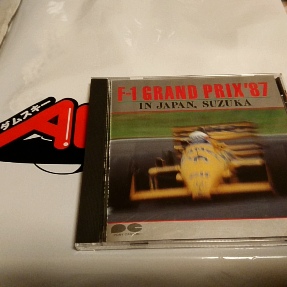 F-1 GRAND PRIX '87
IN JAPAN, SUZUKA
ダムスキー